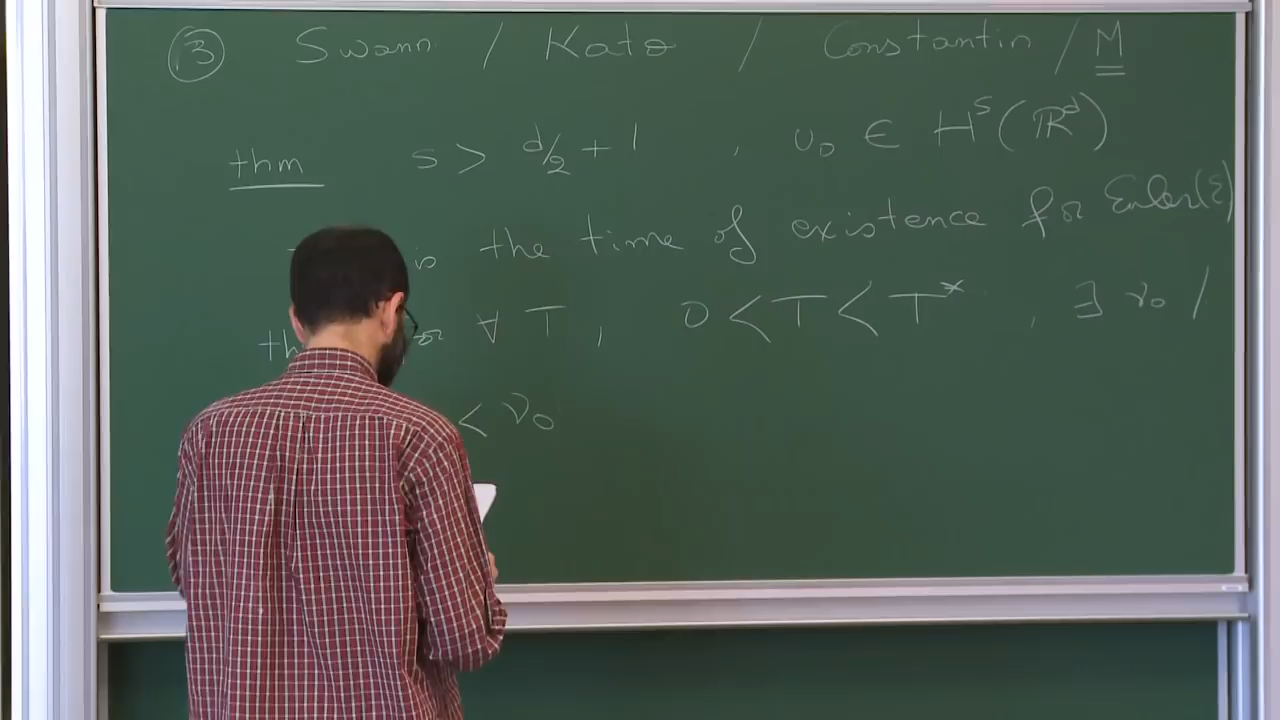 ③ Swann / Kato / Constantin / M
thm s > d/2 + 1 , u₀ ∈ Hˢ(ℝᵈ)
is the time of existence for Euler(E)
∀ T , 0 < T < T* , ∃ ν₀ /
< ν₀